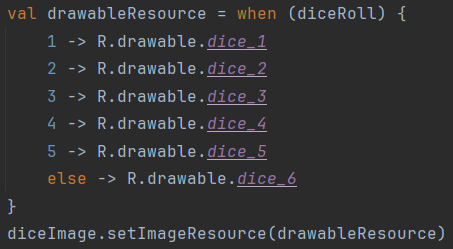 val drawableResource = when (diceRoll) {
    1 -> R.drawable.dice_1
    2 -> R.drawable.dice_2
    3 -> R.drawable.dice_3
    4 -> R.drawable.dice_4
    5 -> R.drawable.dice_5
    else -> R.drawable.dice_6
}
diceImage.setImageResource(drawableResource)